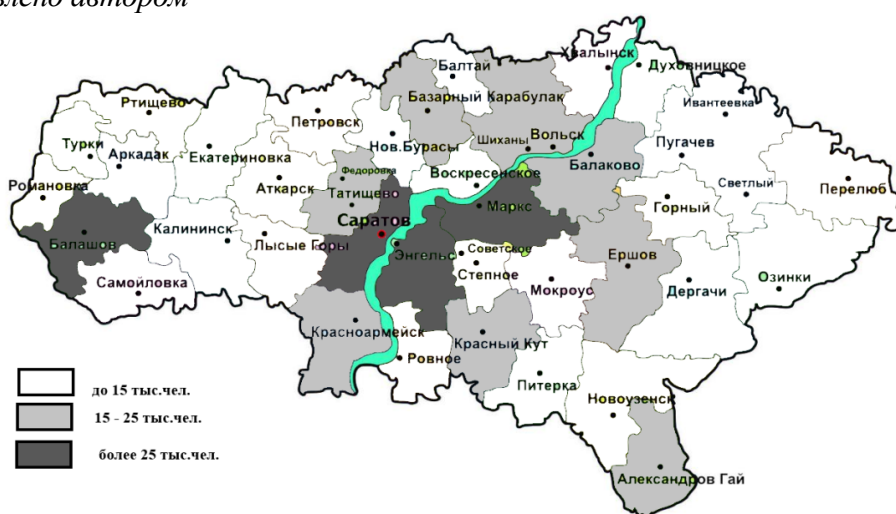 влено автором
Хвалынск
Балтай
Духовницкое
Ртищево
Базарный Карабулак
Ивантеевка
Петровск
Турки
Нов.Бурасы
Шиханы
Вольск
Пугачев
Аркадак
Екатериновка
Балаково
Федоровка
Воскресенское
Романовка
Аткарск
Татищево
Светлый
Перелюб
Маркс
Горный
Саратов
Калининск
Балашов
Лысые Горы
Энгельс
Советское
Ершов
Степное
Самойловка
Мокроус
Дергачи
Озинки
Красноармейск
Красный Кут
Ровное
Питерка
до 15 тыс.чел.
Новоузенск
15 - 25 тыс.чел.
более 25 тыс.чел.
Александров Гай